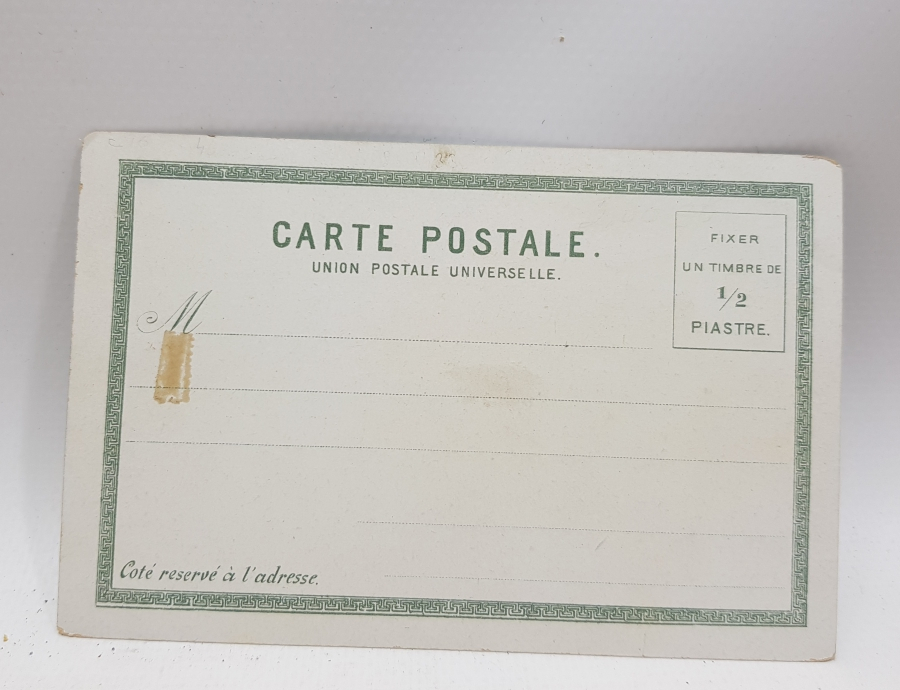 CARTE POSTALE.
UNION POSTALE UNIVERSELLE.
FIXER
UN TIMBRE DE
1/2
PIASTRE.
M
Coté reservé à l'adresse.